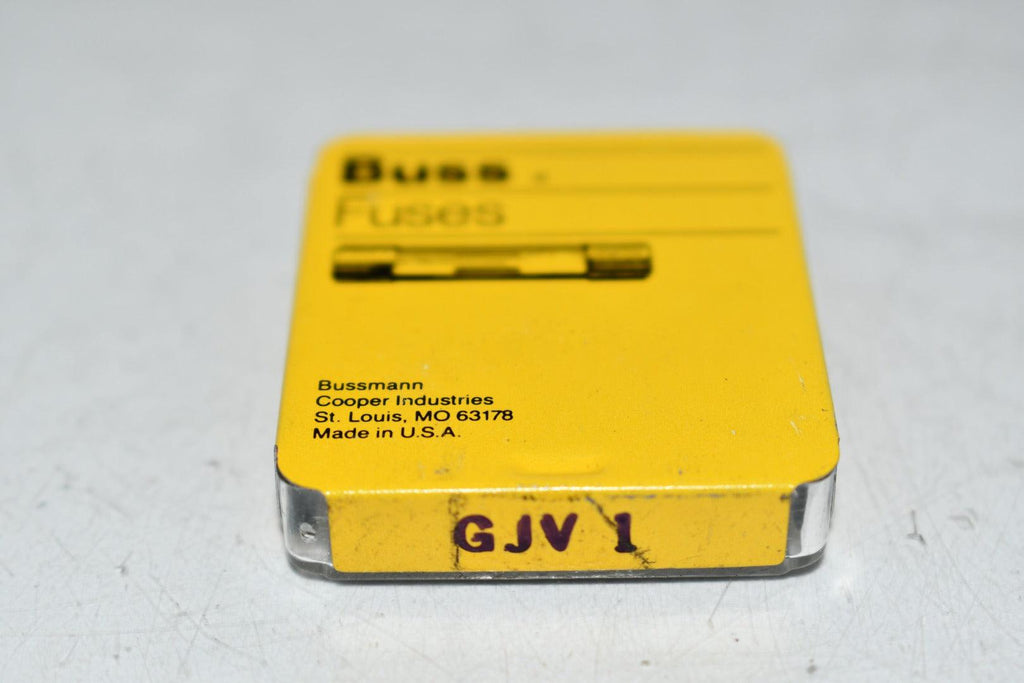 Buss
Fuses
Bussmann
Cooper Industries
St. Louis, MO 63178
Made in U.S.A.
GJV 1